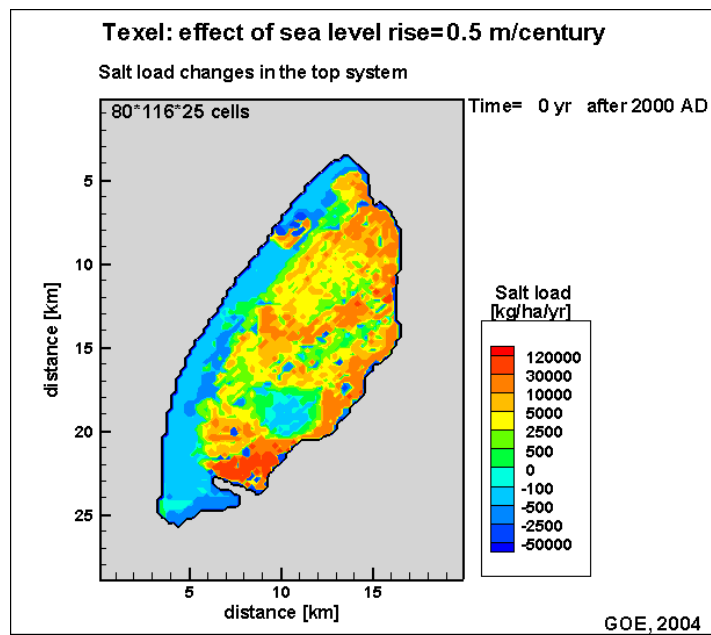 Texel: effect of sea level rise=0.5 m/century
Salt load changes in the top system
80*116*25 cells
Time= 0 yr after 2000 AD
5
10
15
20
25
distance [km]
5
10
15
distance [km]
Salt load
[kg/ha/yr]
120000
30000
10000
5000
2500
500
0
-100
-500
-2500
-50000
GOE, 2004